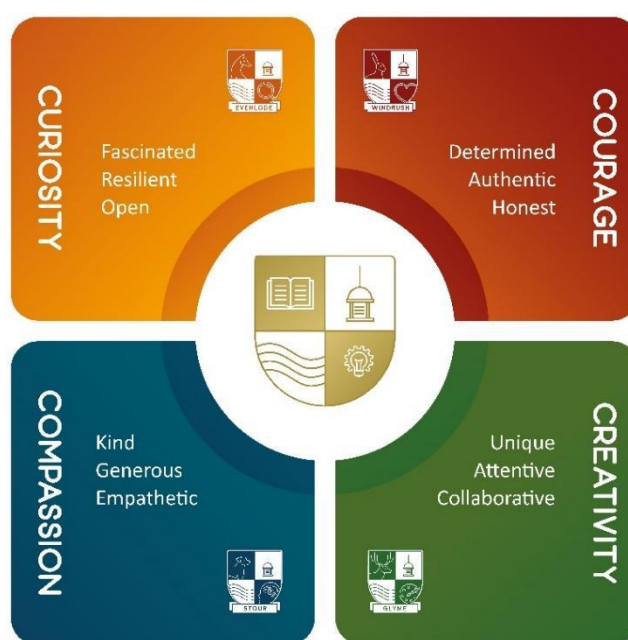 CURIOSITY
EVENLODE
Fascinated
Resilient
Open
COURAGE
WINDRUSH
Determined
Authentic
Honest
COMPASSION
Kind
Generous
Empathetic
STOUR
CREATIVITY
Unique
Attentive
Collaborative
GLYME